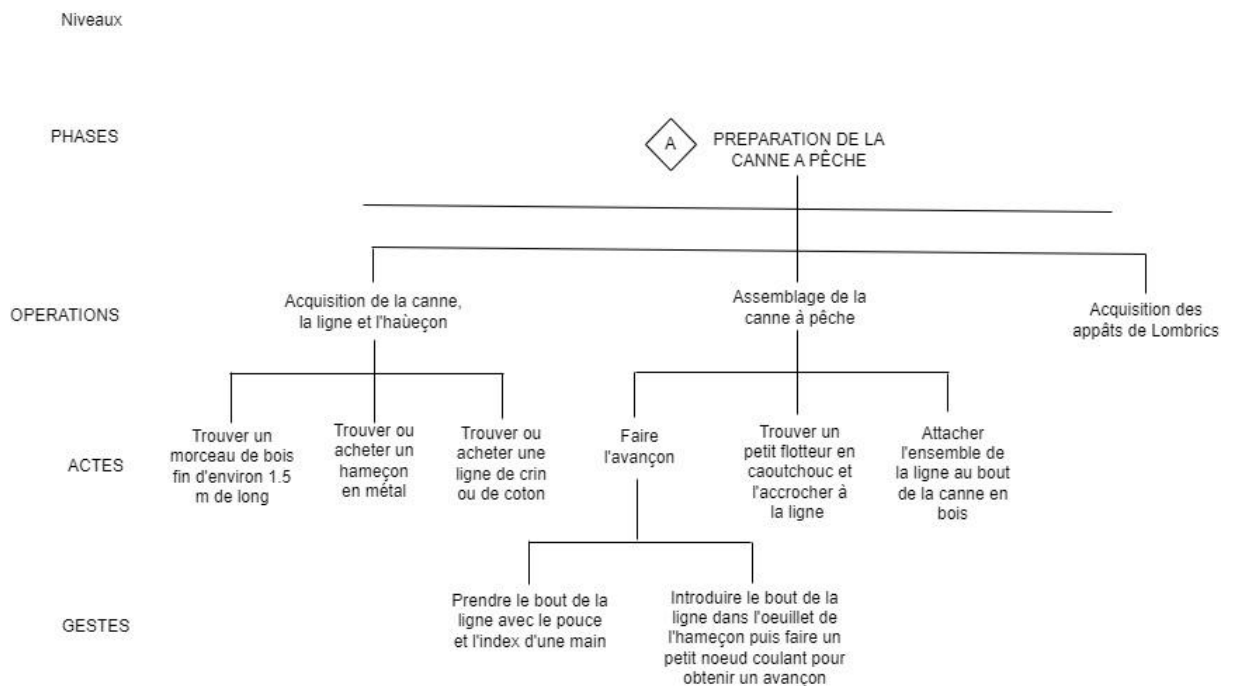 Niveaux
PHASES
A
PREPARATION DE LA
CANNE A PÊCHE
OPERATIONS
Acquisition de la canne,
la ligne et l'haùeçon
Assemblage de la
canne à pêche
Acquisition des
appâts de Lombrics
ACTES
Trouver un
morceau de bois
fin d'environ 1.5
m de long
Trouver ou
acheter un
hameçon
en métal
Trouver ou
acheter une
ligne de crin
ou de coton
Faire
l'avançon
Trouver un
petit flotteur en
caoutchouc et
l'accrocher à
la ligne
Attacher
l'ensemble de
la ligne au bout
de la canne en
bois
GESTES
Prendre le bout de la
ligne avec le pouce
et l'index d'une main
Introduire le bout de la
ligne dans l'oeuillet de
l'hameçon puis faire un
petit noeud coulant pour
obtenir un avançon